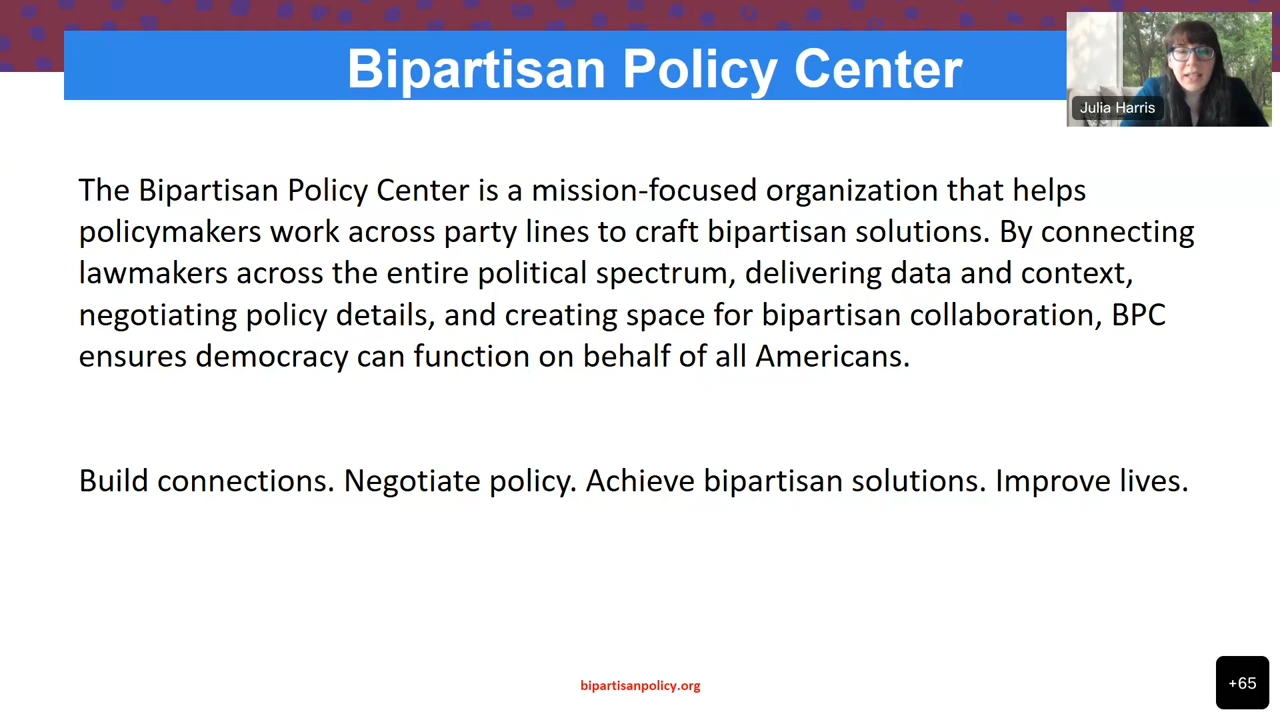 Bipartisan Policy Center
Julia Harris
The Bipartisan Policy Center is a mission-focused organization that helps
policymakers work across party lines to craft bipartisan solutions. By connecting
lawmakers across the entire political spectrum, delivering data and context,
negotiating policy details, and creating space for bipartisan collaboration, BPC
ensures democracy can function on behalf of all Americans.
Build connections. Negotiate policy. Achieve bipartisan solutions. Improve lives.
bipartisanpolicy.org
+65